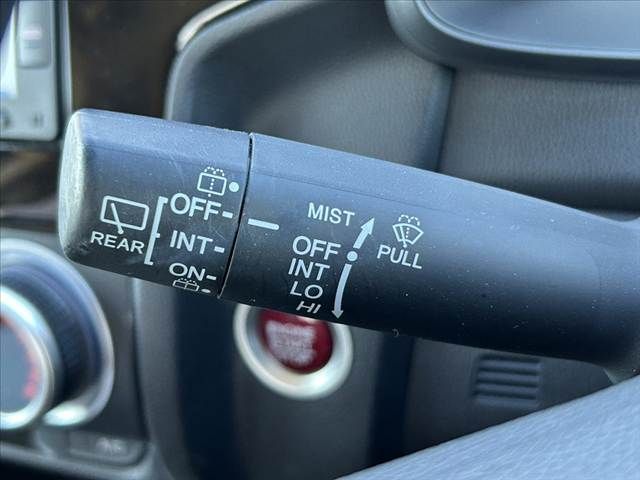 OFF
INT
ON
REAR
MIST
OFF
INT
LO
HI
PULL